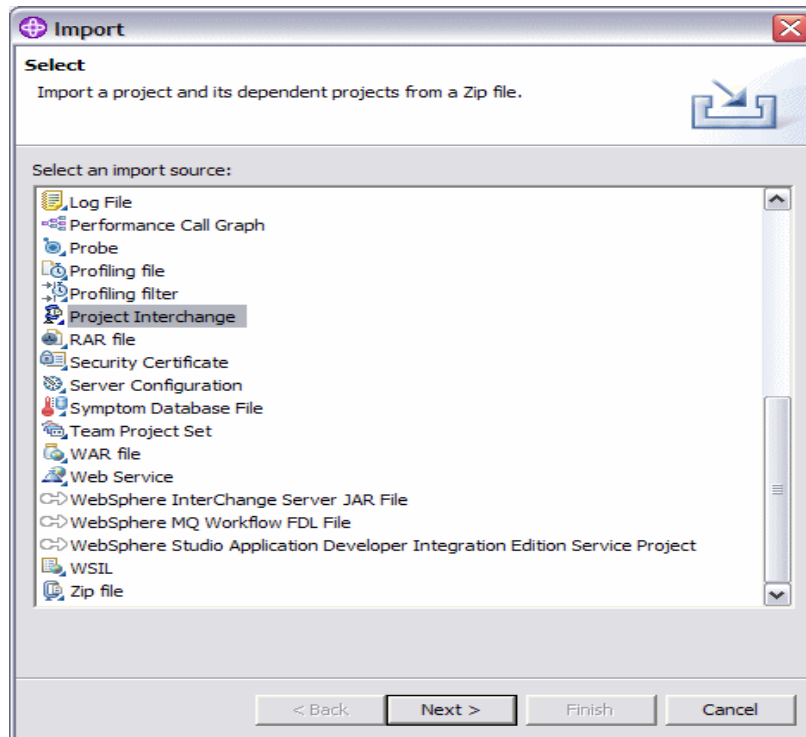 Import
Select
Import a project and its dependent projects from a Zip file.
Select an import source:
Log File
Performance Call Graph
Probe
Profiling file
Profiling filter
Project Interchange
RAR file
Security Certificate
Server Configuration
Symptom Database File
Team Project Set
WAR file
Web Service
WebSphere InterChange Server JAR File
WebSphere MQ Workflow FDL File
WebSphere Studio Application Developer Integration Edition Service Project
WSIL
Zip file
< Back Next > Finish Cancel